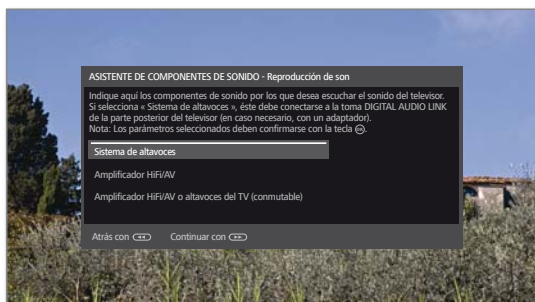 ASISTENTE DE COMPONENTES DE SONIDO - Reproducción de son
Indique aquí los componentes de sonido por los que desea escuchar el sonido del televisor.
Si selecciona « Sistema de altavoces », éste debe conectarse a la toma DIGITAL AUDIO LINK
de la parte posterior del televisor (en caso necesario, con un adaptador).
Nota: Los parámetros seleccionados deben confirmarse con la tecla OK.
Sistema de altavoces
Amplificador HiFi/AV
Amplificador HiFi/AV o altavoces del TV (conmutable)
Atrás con ◄◄ Continuar con ►►